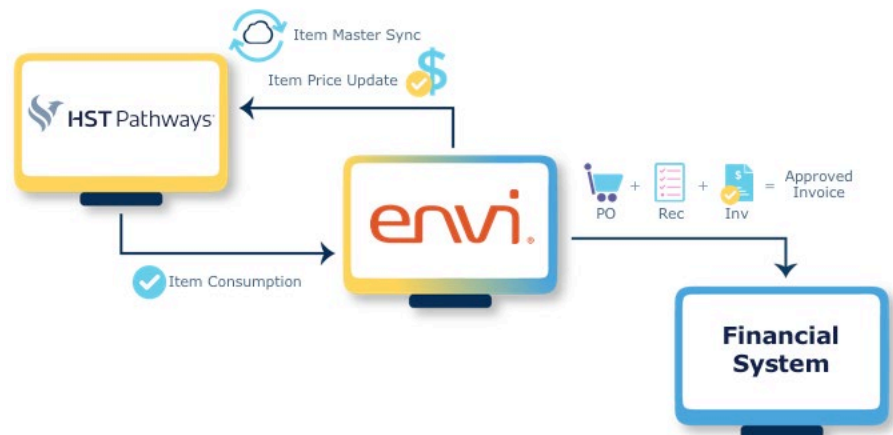 Item Master Sync
Item Price Update
$
HST Pathways
envi®
$
PO + Rec + Inv = Approved Invoice
Item Consumption
Financial
System